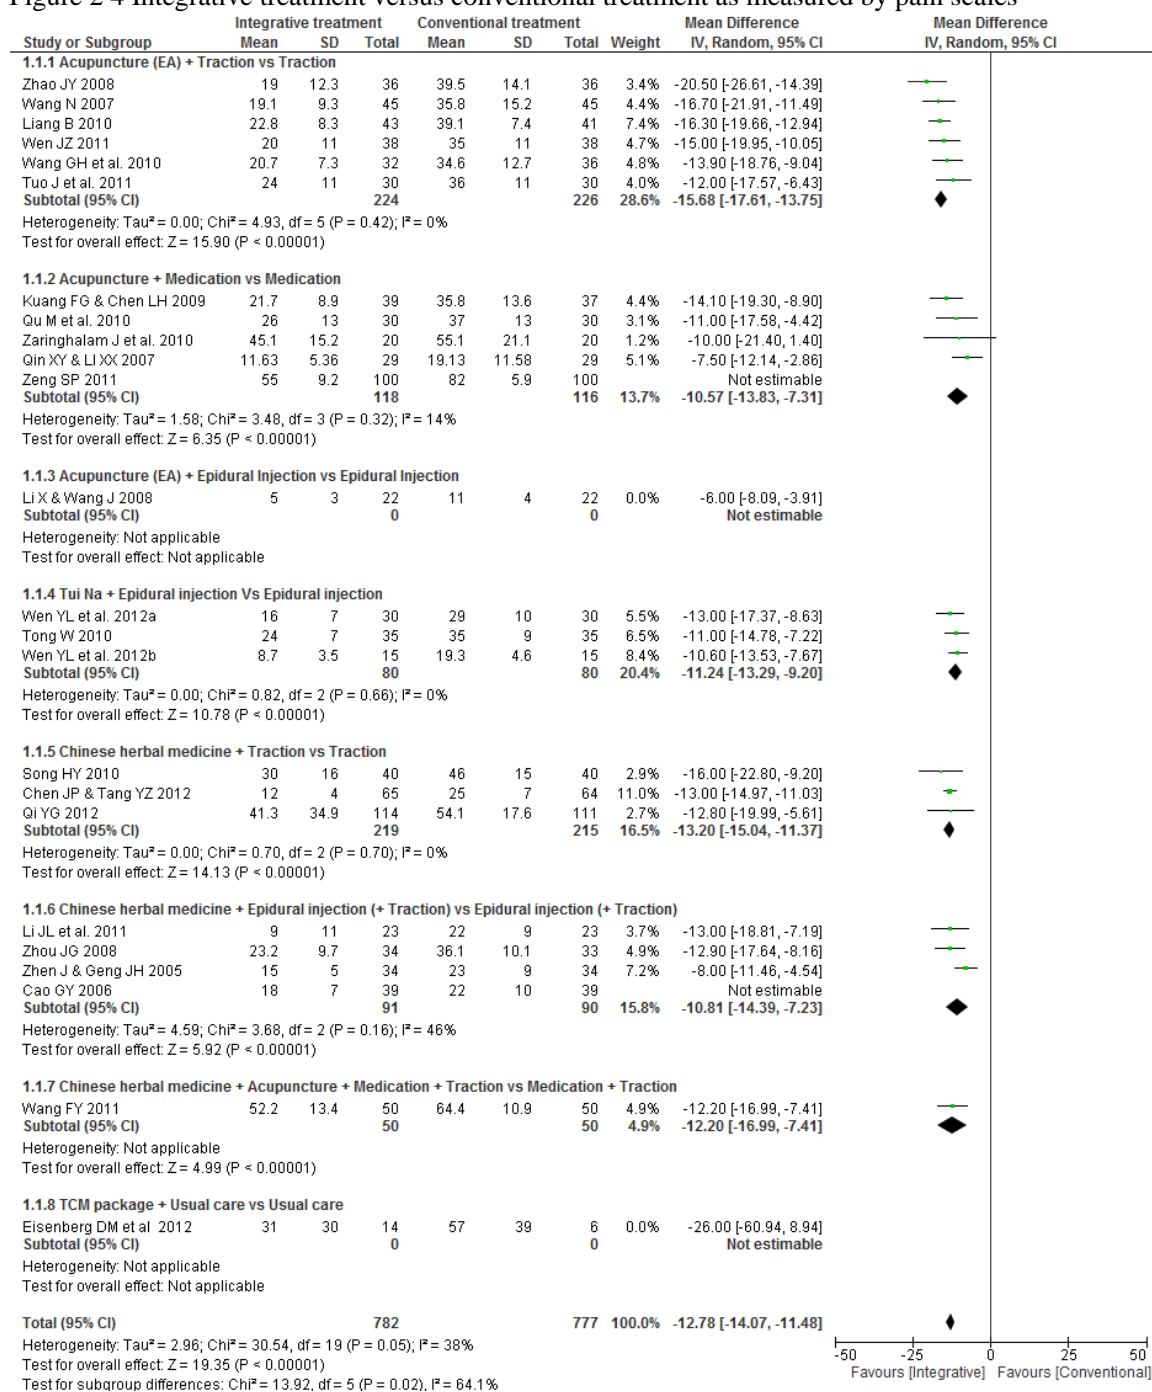 Figure 2 4 Integrative treatment versus conventional treatment as measured by pain scales
Integrative treatment Conventional treatment Mean Difference Mean Difference
Study or Subgroup Mean SD Total Mean SD Total Weight IV, Random, 95% CI IV, Random, 95% CI
1.1.1 Acupuncture (EA) + Traction vs Traction
Zhao JY 2008 19 12.3 36 39.5 14.1 36 3.4% -20.50 [-26.61, -14.39]
Wang N 2007 19.1 9.3 45 35.8 15.2 45 4.4% -16.70 [-21.91, -11.49]
Liang B 2010 22.8 8.3 43 39.1 7.4 41 7.4% -16.30 [-19.66, -12.94]
Wen JZ 2011 20 11 38 35 11 38 4.7% -15.00 [-19.95, -10.05]
Wang GH et al. 2010 20.7 7.3 32 34.6 12.7 36 4.8% -13.90 [-18.76, -9.04]
Tuo J et al. 2011 24 11 30 36 11 30 4.0% -12.00 [-17.57, -6.43]
Subtotal (95% CI) 224 226 28.6% -15.68 [-17.61, -13.75]
Heterogeneity: Tau² = 0.00; Chi² = 4.93, df = 5 (P = 0.42); I² = 0%
Test for overall effect: Z = 15.90 (P < 0.00001)
1.1.2 Acupuncture + Medication vs Medication
Kuang FG & Chen LH 2009 21.7 8.9 39 35.8 13.6 37 4.4% -14.10 [-19.30, -8.90]
Qu M et al. 2010 26 13 30 37 13 30 3.1% -11.00 [-17.58, -4.42]
Zaringhalam J et al. 2010 45.1 15.2 20 55.1 21.1 20 1.2% -10.00 [-21.40, 1.40]
Qin XY & LI XX 2007 11.63 5.36 29 19.13 11.58 29 5.1% -7.50 [-12.14, -2.86]
Zeng SP 2011 55 9.2 100 82 5.9 100 Not estimable
Subtotal (95% CI) 118 116 13.7% -10.57 [-13.83, -7.31]
Heterogeneity: Tau² = 1.58; Chi² = 3.48, df = 3 (P = 0.32); I² = 14%
Test for overall effect: Z = 6.35 (P < 0.00001)
1.1.3 Acupuncture (EA) + Epidural Injection vs Epidural Injection
Li X & Wang J 2008 5 3 22 11 4 22 0.0% -6.00 [-8.09, -3.91]
Subtotal (95% CI) 0 0 Not estimable
Heterogeneity: Not applicable
Test for overall effect: Not applicable
1.1.4 Tui Na + Epidural injection Vs Epidural injection
Wen YL et al. 2012a 16 7 30 29 10 30 5.5% -13.00 [-17.37, -8.63]
Tong W 2010 24 7 35 35 9 35 6.5% -11.00 [-14.78, -7.22]
Wen YL et al. 2012b 8.7 3.5 15 19.3 4.6 15 8.4% -10.60 [-13.53, -7.67]
Subtotal (95% CI) 80 80 20.4% -11.24 [-13.29, -9.20]
Heterogeneity: Tau² = 0.00; Chi² = 0.82, df = 2 (P = 0.66); I² = 0%
Test for overall effect: Z = 10.78 (P < 0.00001)
1.1.5 Chinese herbal medicine + Traction vs Traction
Song HY 2010 30 16 40 46 15 40 2.9% -16.00 [-22.80, -9.20]
Chen JP & Tang YZ 2012 12 4 65 25 7 64 11.0% -13.00 [-14.97, -11.03]
Qi YG 2012 41.3 34.9 114 54.1 17.6 111 2.7% -12.80 [-19.99, -5.61]
Subtotal (95% CI) 219 215 16.5% -13.20 [-15.04, -11.37]
Heterogeneity: Tau² = 0.00; Chi² = 0.70, df = 2 (P = 0.70); I² = 0%
Test for overall effect: Z = 14.13 (P < 0.00001)
1.1.6 Chinese herbal medicine + Epidural injection (+ Traction) vs Epidural injection (+ Traction)
Li JL et al. 2011 9 11 23 22 9 23 3.7% -13.00 [-18.81, -7.19]
Zhou JG 2008 23.2 9.7 34 36.1 10.1 33 4.9% -12.90 [-17.64, -8.16]
Zhen J & Geng JH 2005 15 5 34 23 9 34 7.2% -8.00 [-11.46, -4.54]
Cao GY 2006 18 7 39 22 10 39 Not estimable
Subtotal (95% CI) 91 90 15.8% -10.81 [-14.39, -7.23]
Heterogeneity: Tau² = 4.59; Chi² = 3.68, df = 2 (P = 0.16); I² = 46%
Test for overall effect: Z = 5.92 (P < 0.00001)
1.1.7 Chinese herbal medicine + Acupuncture + Medication + Traction vs Medication + Traction
Wang FY 2011 52.2 13.4 50 64.4 10.9 50 4.9% -12.20 [-16.99, -7.41]
Subtotal (95% CI) 50 50 4.9% -12.20 [-16.99, -7.41]
Heterogeneity: Not applicable
Test for overall effect: Z = 4.99 (P < 0.00001)
1.1.8 TCM package + Usual care vs Usual care
Eisenberg DM et al 2012 31 30 14 57 39 6 0.0% -26.00 [-60.94, 8.94]
Subtotal (95% CI) 0 0 Not estimable
Heterogeneity: Not applicable
Test for overall effect: Not applicable
Total (95% CI) 782 777 100.0% -12.78 [-14.07, -11.48]
Heterogeneity: Tau² = 2.96; Chi² = 30.54, df = 19 (P = 0.05); I² = 38%
Test for overall effect: Z = 19.35 (P < 0.00001)
Test for subgroup differences: Chi² = 13.92, df = 5 (P = 0.02), I² = 64.1%
-50 -25 0 25 50
Favours [Integrative] Favours [Conventional]